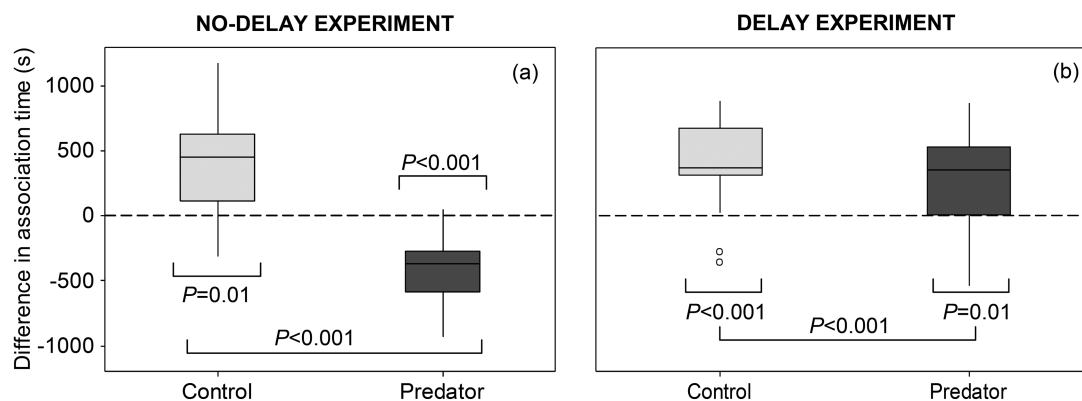 NO-DELAY EXPERIMENT
DELAY EXPERIMENT
Difference in association time (s)
1000
500
0
-500
-1000
(a)
P<0.001
P=0.01
P<0.001
Control
Predator
(b)
P<0.001
P=0.01
P<0.001
Control
Predator